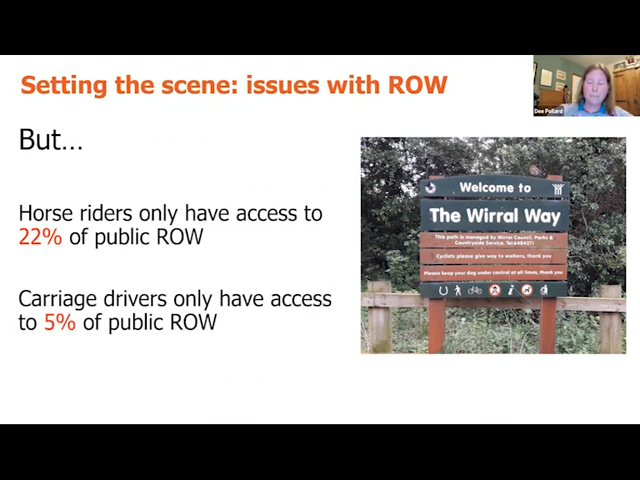 Setting the scene: issues with ROW
Dee Pollard
But...
Horse riders only have access to
22% of public ROW
Carriage drivers only have access
to 5% of public ROW
Welcome to
The Wirral Way
This path is managed by Wirral Council, Parks &
Countryside Service. Tel:6484371
Cyclists please give way to walkers, thank you
Please keep your dog under control at all times, thank you